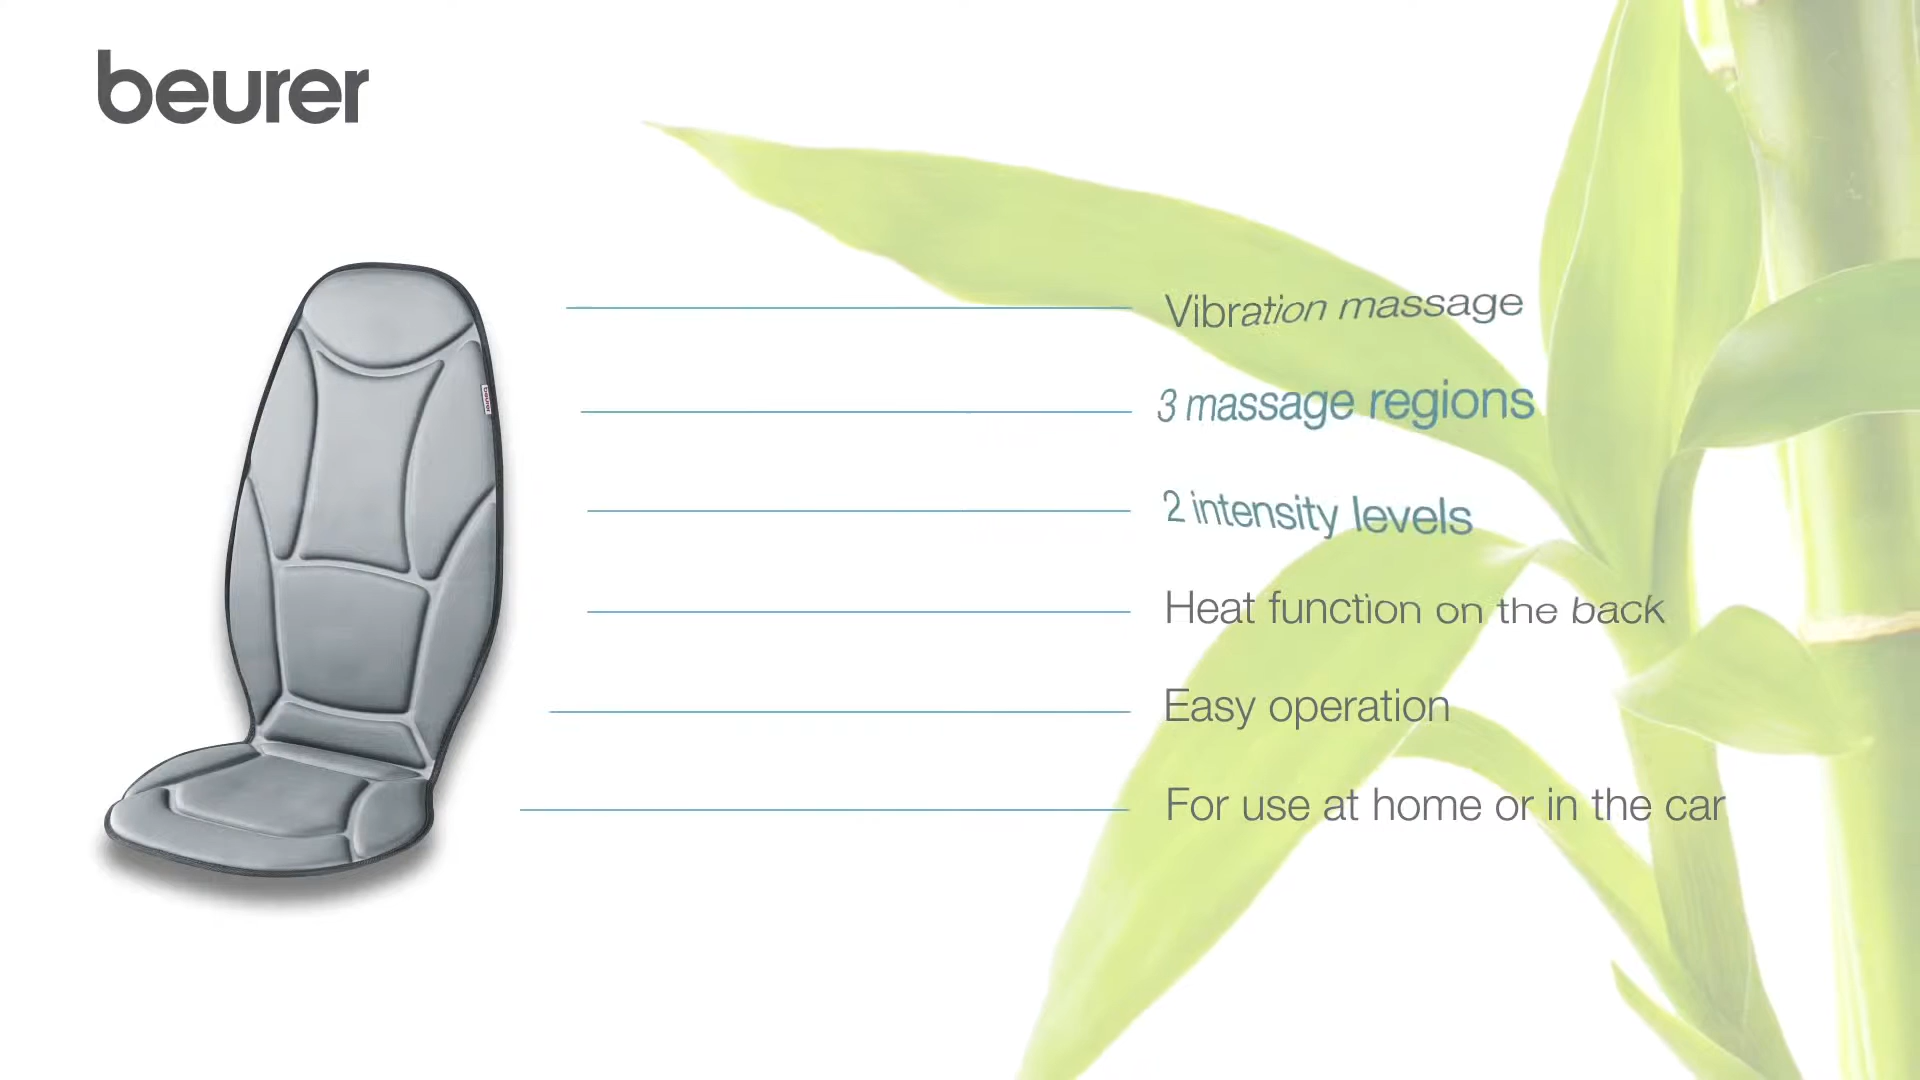 beurer
Vibration massage
3 massage regions
2 intensity levels
Heat function on the back
Easy operation
For use at home or in the car